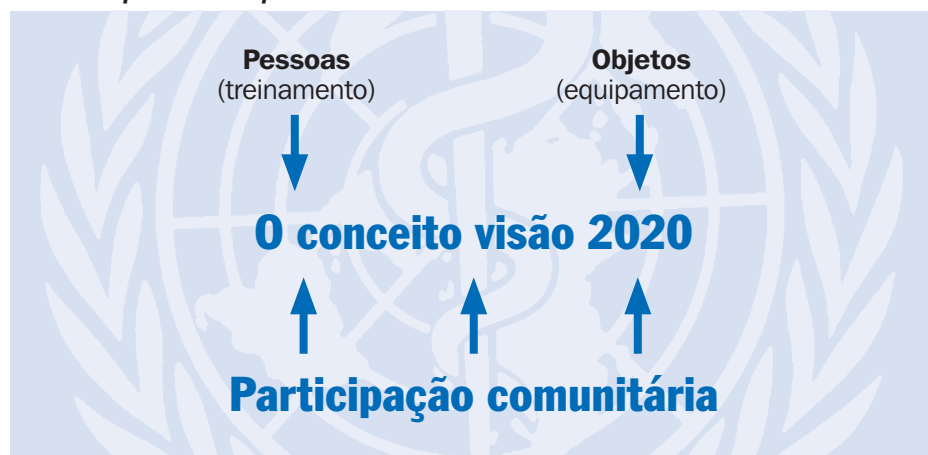 Pessoas
(treinamento)
Objetos
(equipamento)
O conceito visão 2020
Participação comunitária